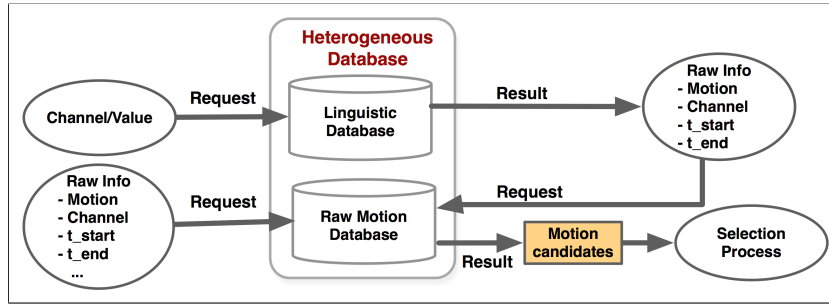 Heterogeneous
Database
Channel/Value
Request
Linguistic
Database
Result
Raw Info
- Motion
- Channel
- t_start
- t_end
Raw Info
- Motion
- Channel
- t_start
- t_end
...
Request
Raw Motion
Database
Request
Result
Motion
candidates
Selection
Process